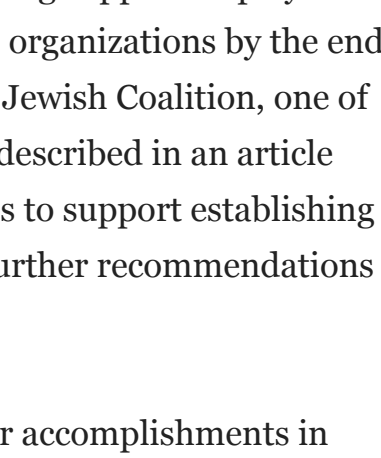 organizations by the end
Jewish Coalition, one of
described in an article
s to support establishing
urther recommendations
r accomplishments in